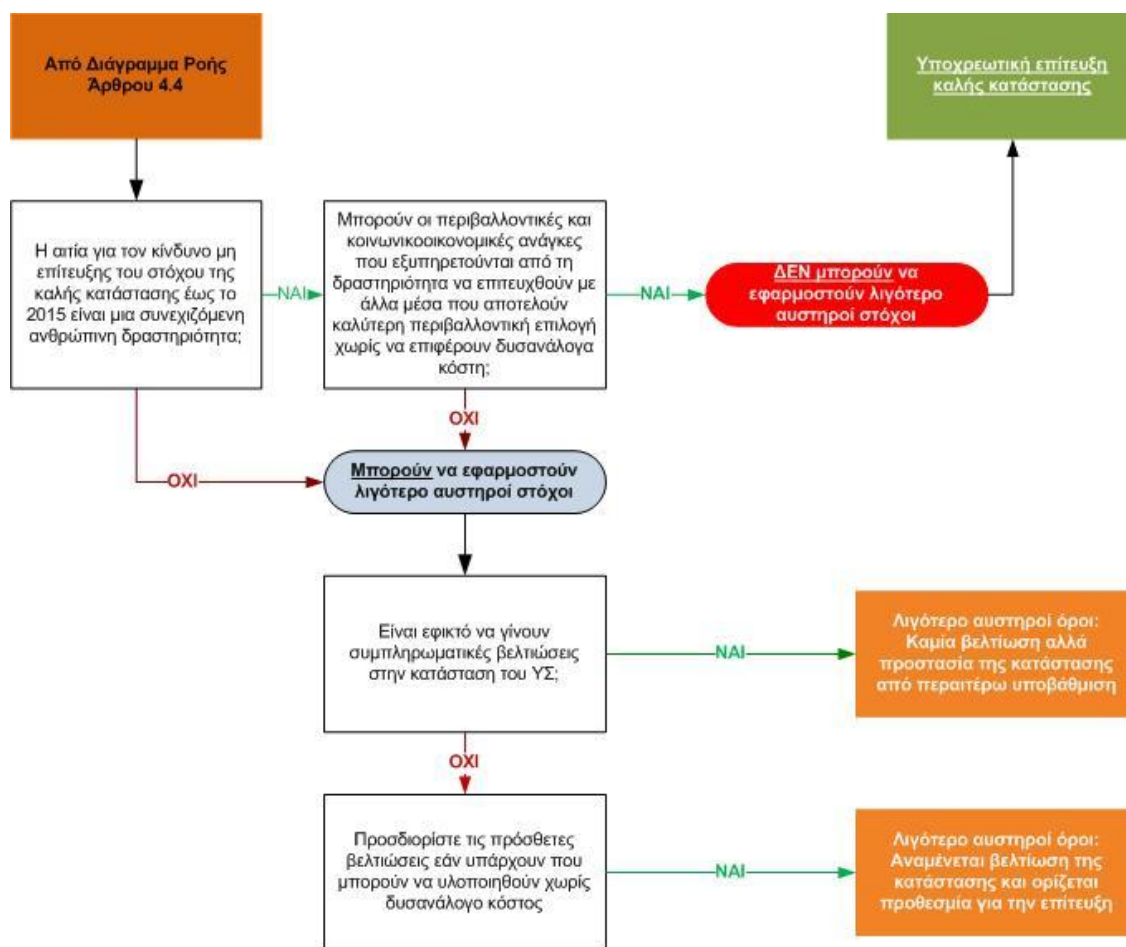 Από Διάγραμμα Ροής
Άρθρου 4.4
Υποχρεωτική επίτευξη
καλής κατάστασης
Η αιτία για τον κίνδυνο μη
επίτευξης του στόχου της
καλής κατάστασης έως το
2015 είναι μια συνεχιζόμενη
ανθρώπινη δραστηριότητα;
ΝΑΙ
Μπορούν οι περιβαλλοντικές και
κοινωνικοοικονομικές ανάγκες
που εξυπηρετούνται από τη
δραστηριότητα να επιτευχθούν με
άλλα μέσα που αποτελούν
καλύτερη περιβαλλοντική επιλογή
χωρίς να επιφέρουν δυσανάλογα
κόστη;
ΝΑΙ
ΔΕΝ μπορούν να
εφαρμοστούν λιγότερο
αυστηροί στόχοι
ΟΧΙ
ΟΧΙ
Μπορούν να εφαρμοστούν
λιγότερο αυστηροί στόχοι
Είναι εφικτό να γίνουν
συμπληρωματικές βελτιώσεις
στην κατάσταση του ΥΣ;
ΝΑΙ
Λιγότερο αυστηροί όροι:
Καμία βελτίωση αλλά
προστασία της κατάστασης
από περαιτέρω υποβάθμιση
ΟΧΙ
Προσδιορίστε τις πρόσθετες
βελτιώσεις εάν υπάρχουν που
μπορούν να υλοποιηθούν χωρίς
δυσανάλογο κόστος
ΝΑΙ
Λιγότερο αυστηροί όροι:
Αναμένεται βελτίωση της
κατάστασης και ορίζεται
προθεσμία για την επίτευξη